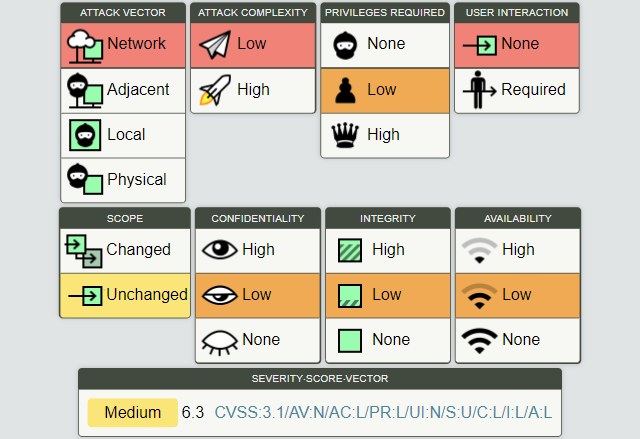 ATTACK VECTOR ATTACK COMPLEXITY PRIVILEGES REQUIRED USER INTERACTION
Network Low None None
Adjacent High Low Required
Local High
Physical
SCOPE CONFIDENTIALITY INTEGRITY AVAILABILITY
Changed High High High
Unchanged Low Low Low
None None None
SEVERITY-SCORE-VECTOR
Medium 6.3 CVSS:3.1/AV:N/AC:L/PR:L/UI:N/S:U/C:L/I:L/A:L